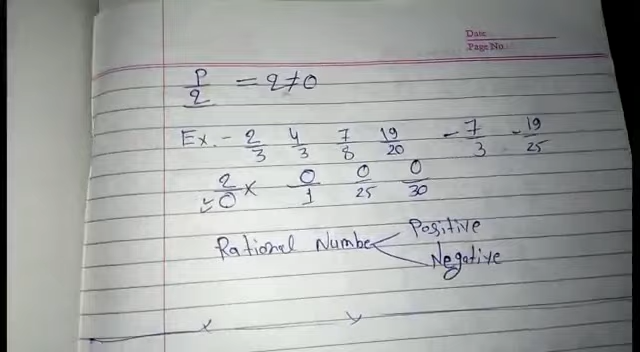 Date
Page No.
P/q = q≠0
Ex. - 2/3 4/3 7/8 19/20 -7/3 -19/25
2/0 × 0/1 0/25 0/30
Positive
Rational Number
Negative